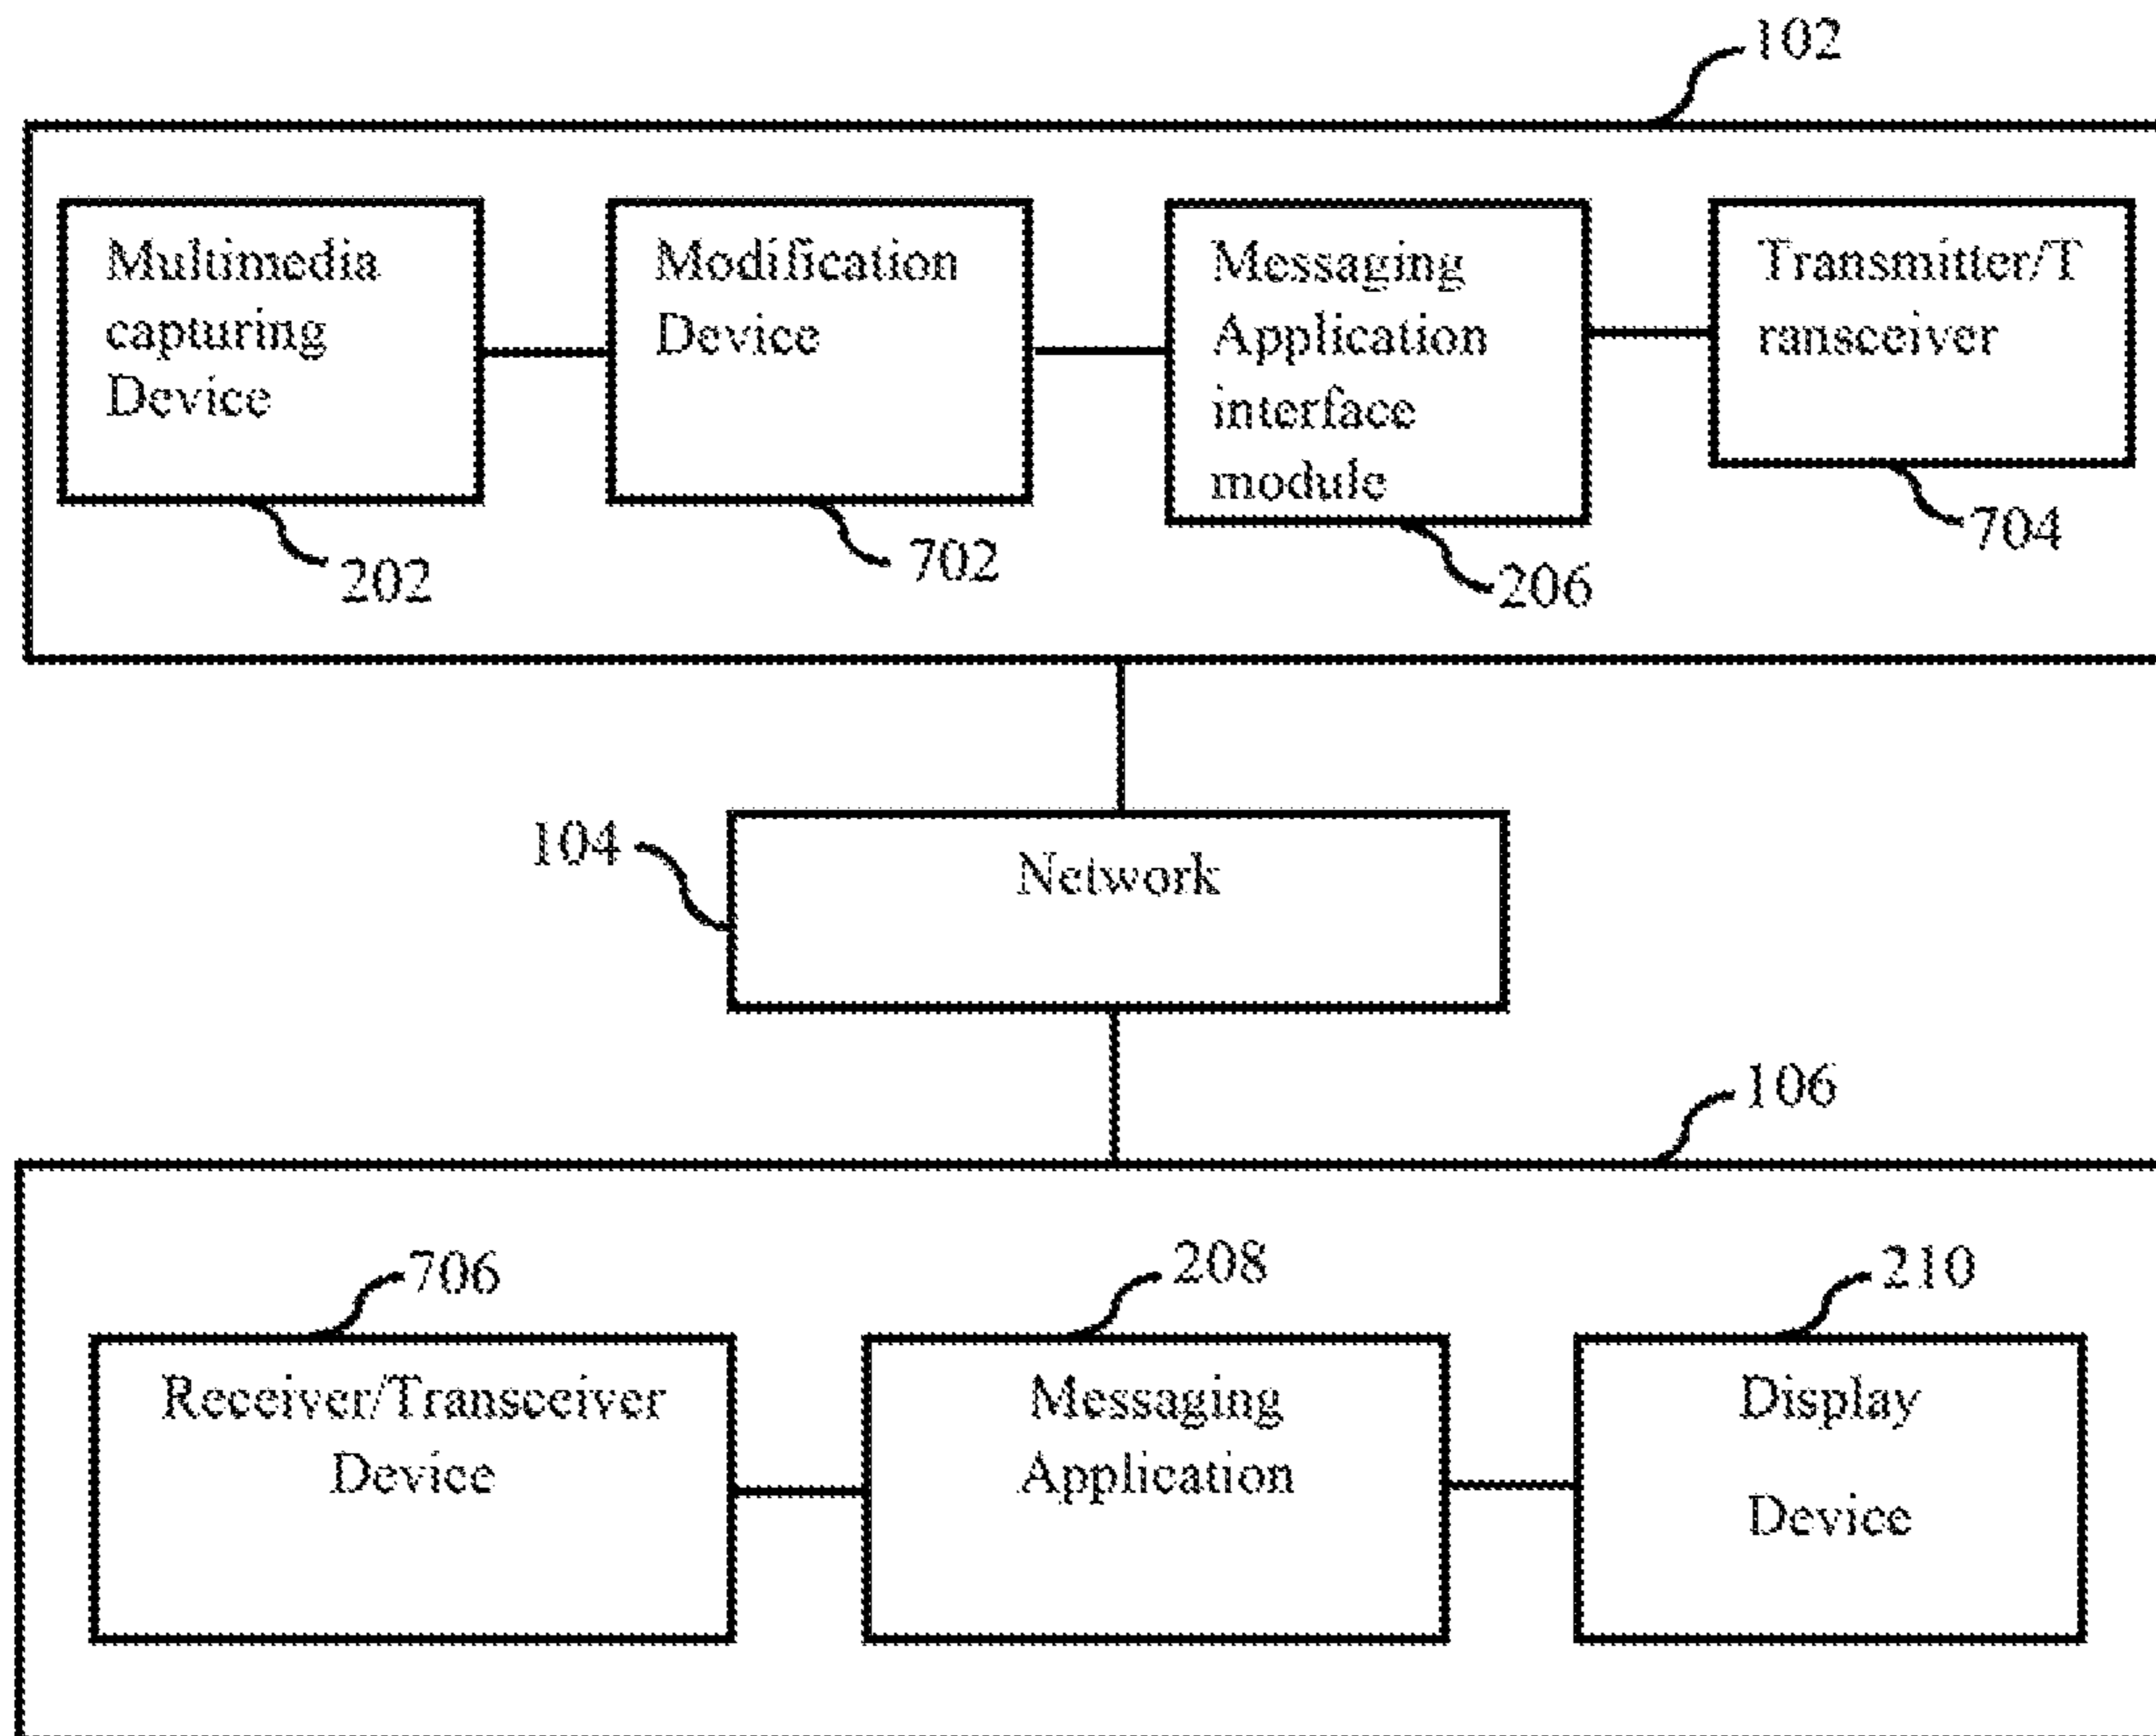 102
Multimedia
capturing
Device
202
Modification
Device
702
Messaging
Application
interface
module
206
Transmitter/T
ransceiver
704
104
Network
106
706
Receiver/Transceiver
Device
208
Messaging
Application
210
Display
Device